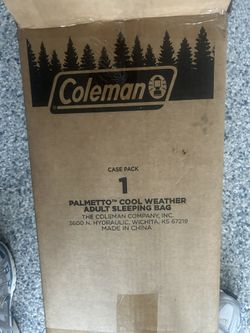 Coleman
CASE PACK
1
PALMETTO™ COOL WEATHER
ADULT SLEEPING BAG
THE COLEMAN COMPANY, INC.
3600 N. HYDRAULIC, WICHITA, KS 67219
MADE IN CHINA